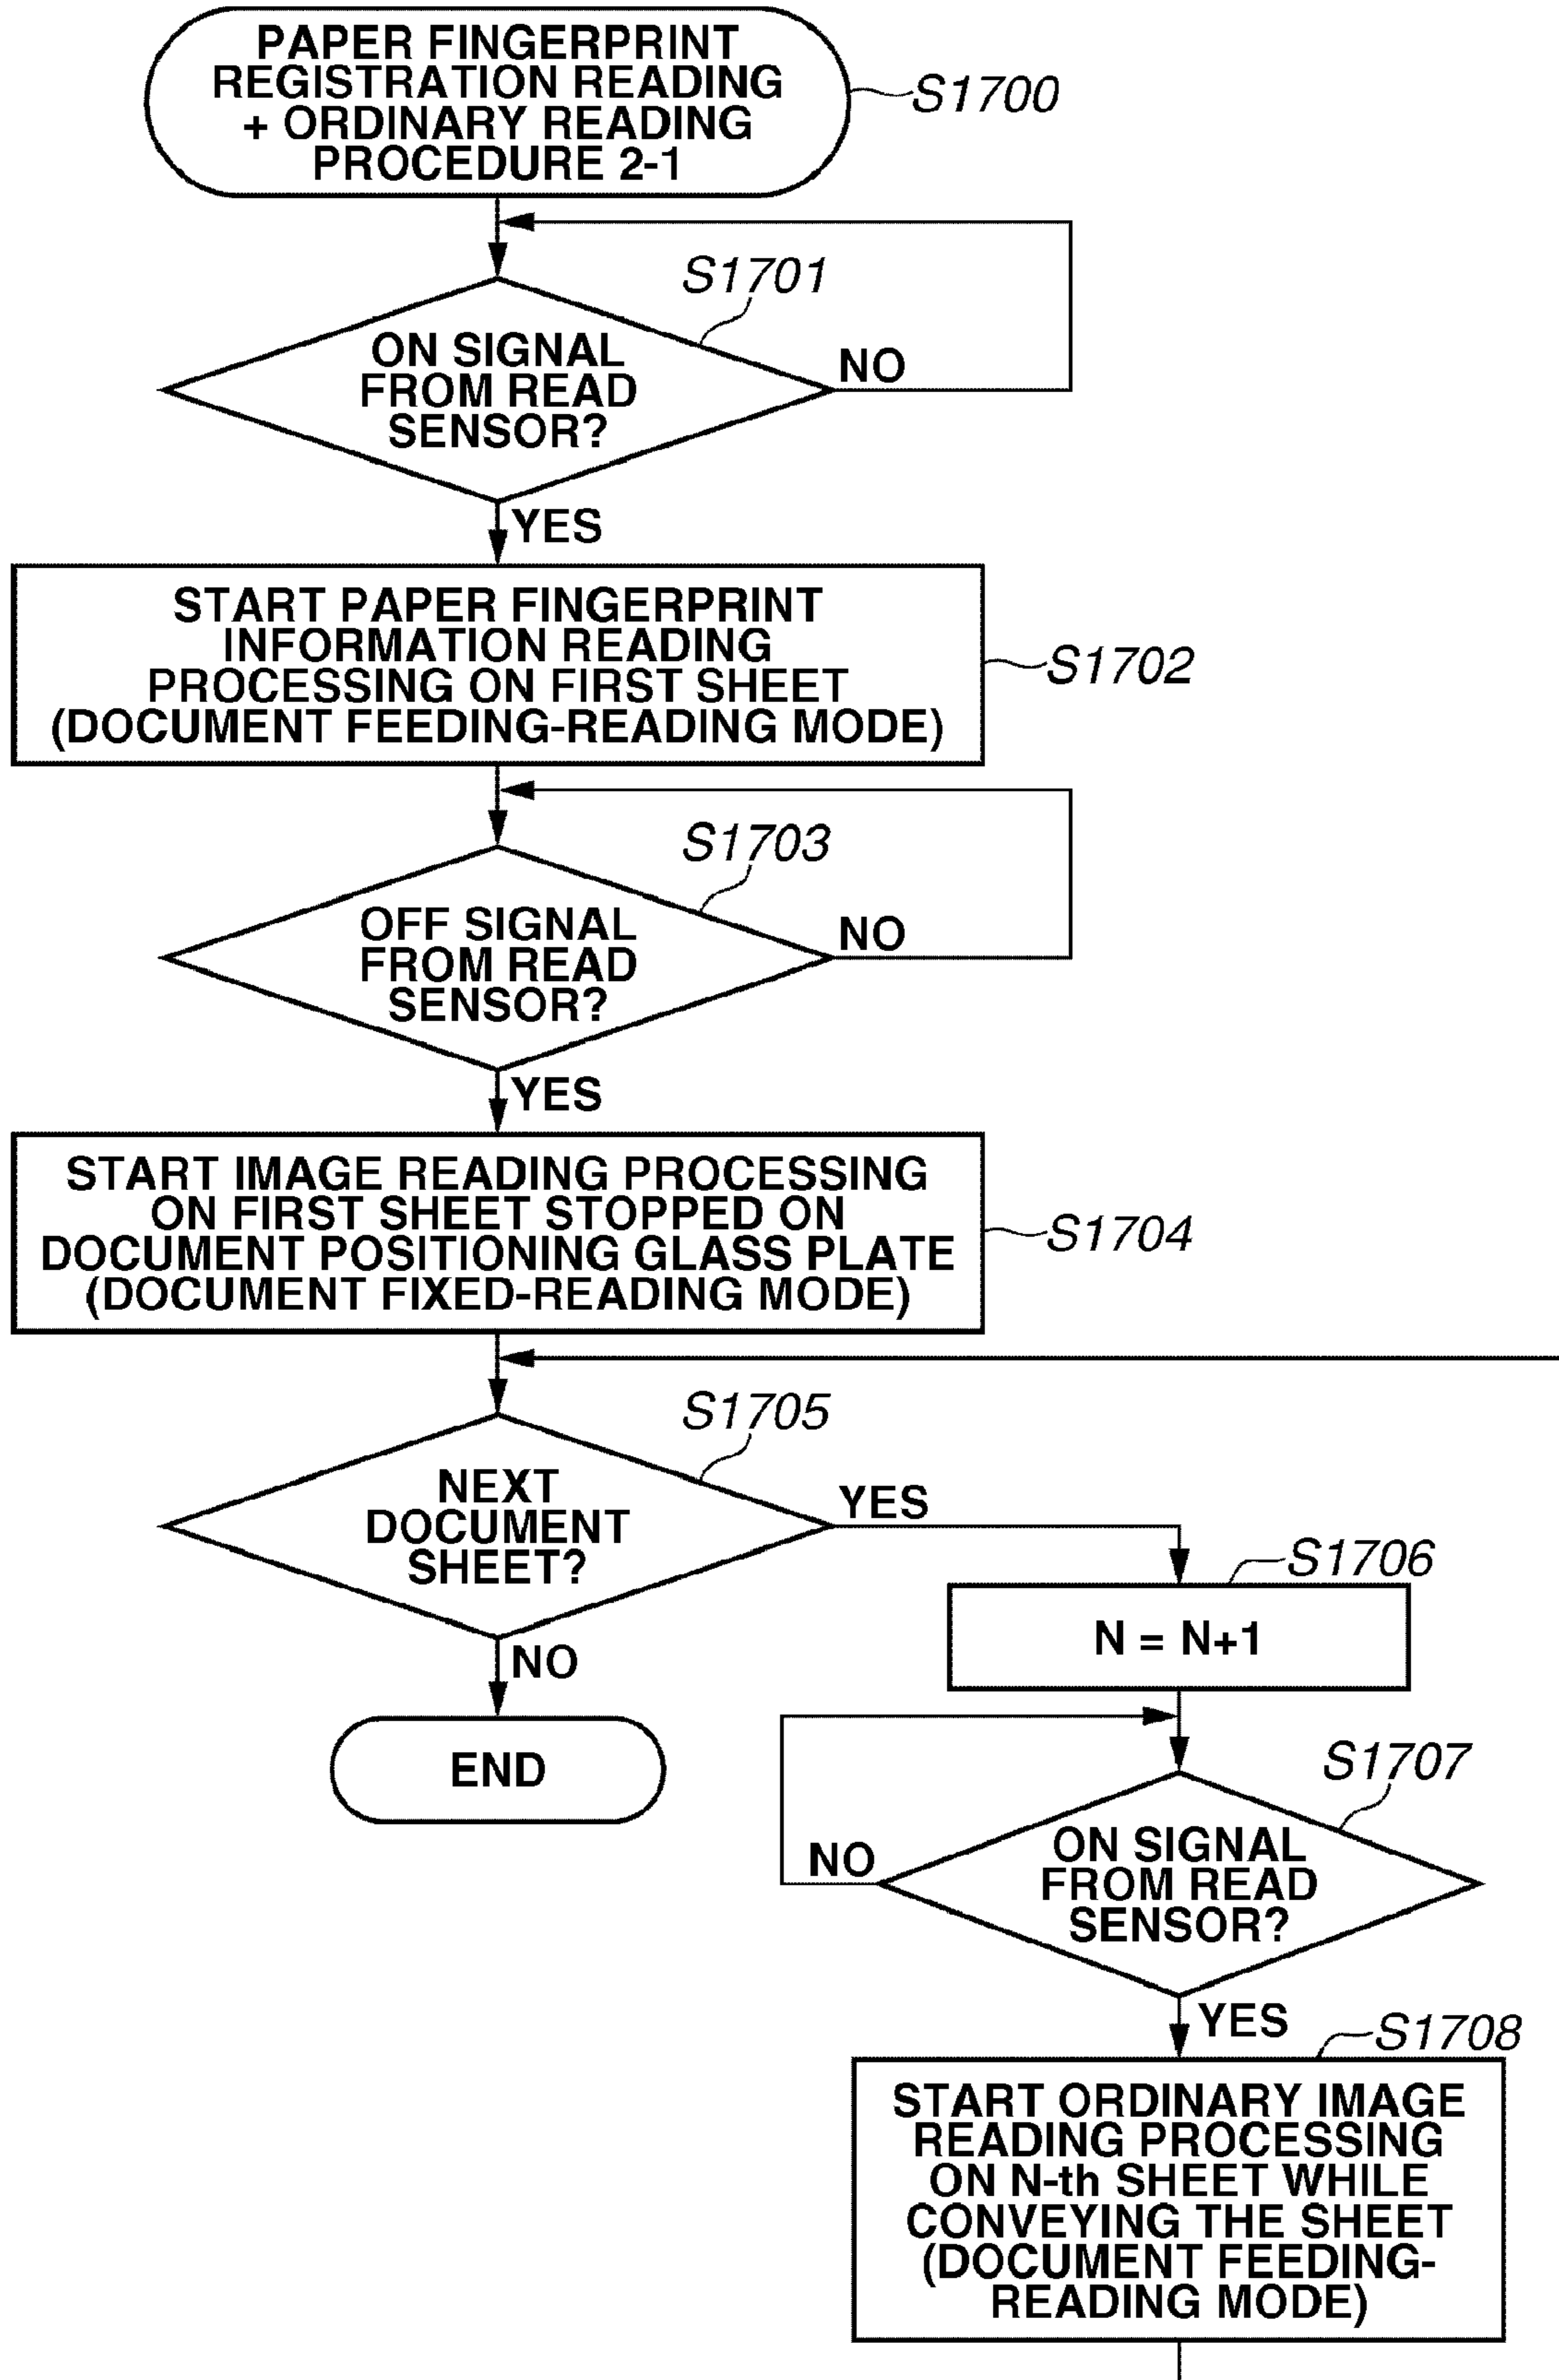 PAPER FINGERPRINT
REGISTRATION READING
+ ORDINARY READING
PROCEDURE 2-1
S1700
S1701
ON SIGNAL
FROM READ
SENSOR?
NO
YES
START PAPER FINGERPRINT
INFORMATION READING
PROCESSING ON FIRST SHEET
(DOCUMENT FEEDING-READING MODE)
S1702
S1703
OFF SIGNAL
FROM READ
SENSOR?
NO
YES
START IMAGE READING PROCESSING
ON FIRST SHEET STOPPED ON
DOCUMENT POSITIONING GLASS PLATE
(DOCUMENT FIXED-READING MODE)
S1704
S1705
NEXT
DOCUMENT
SHEET?
YES
NO
END
S1706
N = N+1
S1707
ON SIGNAL
FROM READ
SENSOR?
NO
YES
S1708
START ORDINARY IMAGE
READING PROCESSING
ON N-th SHEET WHILE
CONVEYING THE SHEET
(DOCUMENT FEEDING-
READING MODE)